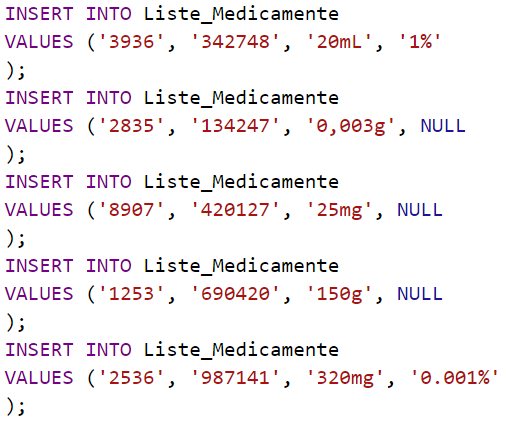 INSERT INTO Liste_Medicamente
VALUES ('3936', '342748', '20mL', '1%'
);
INSERT INTO Liste_Medicamente
VALUES ('2835', '134247', '0,003g', NULL
);
INSERT INTO Liste_Medicamente
VALUES ('8907', '420127', '25mg', NULL
);
INSERT INTO Liste_Medicamente
VALUES ('1253', '690420', '150g', NULL
);
INSERT INTO Liste_Medicamente
VALUES ('2536', '987141', '320mg', '0.001%'
);